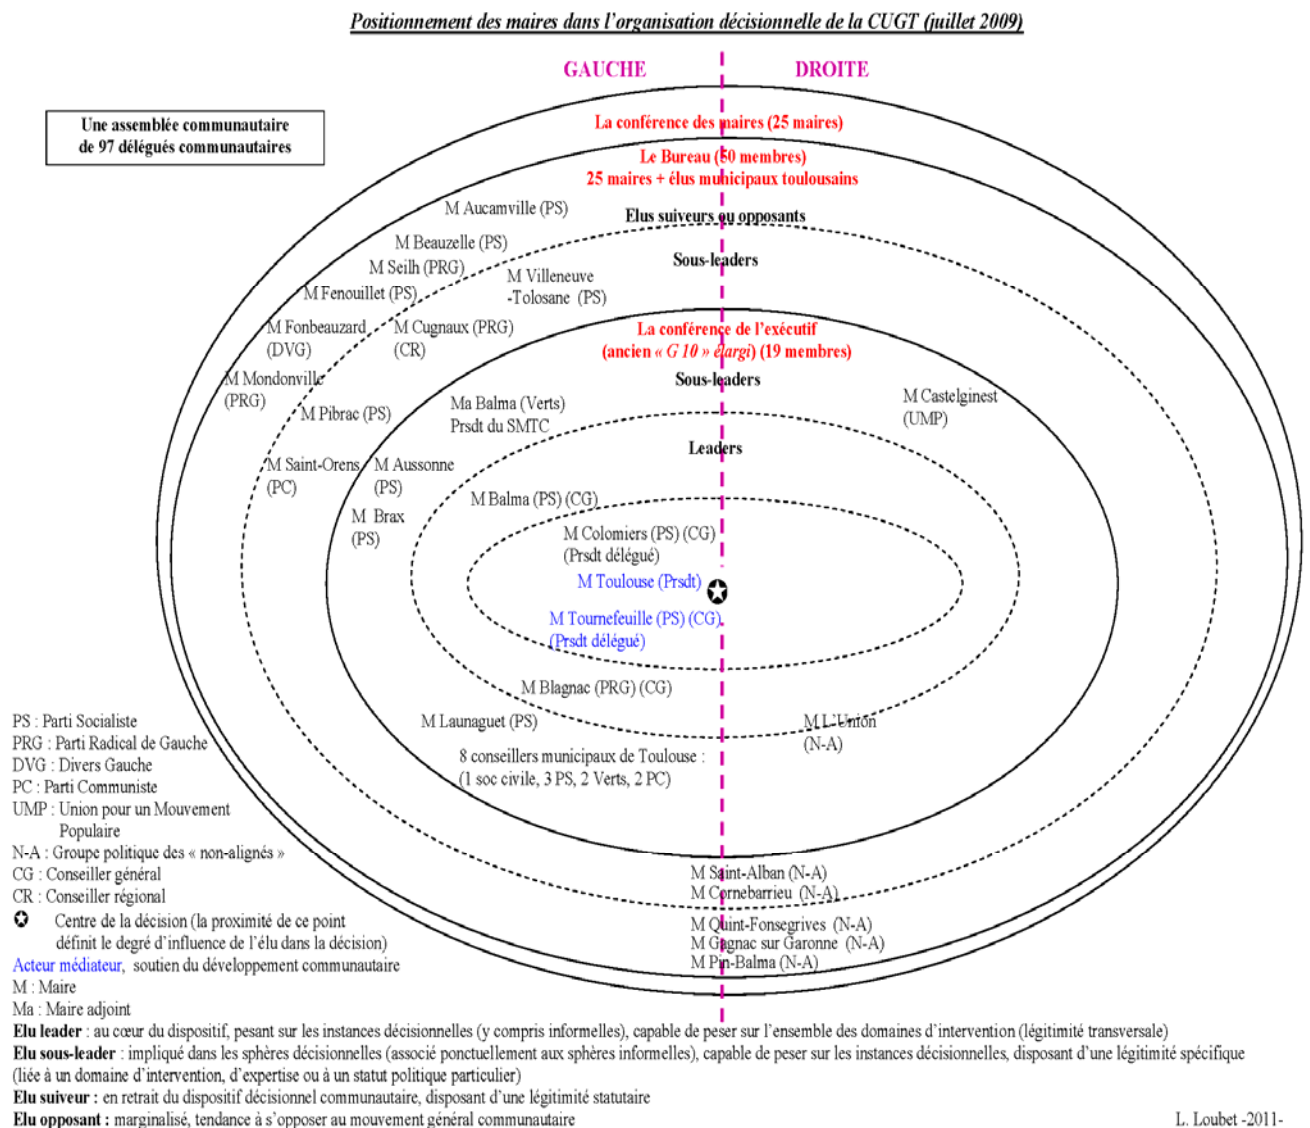 Positionnement des maires dans l'organisation décisionnelle de la CUGT (juillet 2009)
GAUCHE
DROITE
Une assemblée communautaire
de 97 délégués communautaires
La conférence des maires (25 maires)
Le Bureau (50 membres)
25 maires + élus municipaux toulousains
M Aucamville (PS)
Elus suiveurs ou opposants
M Beauzelle (PS)
Sous-leaders
M Seilh (PRG)
M Villeneuve
-Tolosane (PS)
M Fenouillet (PS)
M Fonbeauzard
(DVG)
M Cugnaux (PRG)
(CR)
La conférence de l'exécutif
(ancien « G 10 » élargi) (19 membres)
Sous-leaders
M Mondonville
(PRG)
M Pibrac (PS)
Ma Balma (Verts)
Prsdt du SMTC
M Castelginest
(UMP)
Leaders
M Saint-Orens
(PC)
M Aussonne
(PS)
M Balma (PS) (CG)
M Brax
(PS)
M Colomiers (PS) (CG)
(Prsdt délégué)
M Toulouse (Prsdt)
M Tournefeuille (PS) (CG)
(Prsdt délégué)
M Blagnac (PRG) (CG)
M Launaguet (PS)
M L'Union
(N-A)
8 conseillers municipaux de Toulouse :
(1 soc civile, 3 PS, 2 Verts, 2 PC)
M Saint-Alban (N-A)
M Cornebarrieu (N-A)
M Quint-Fonsegrives (N-A)
M Gagnac sur Garonne (N-A)
M Pin-Balma (N-A)
PS : Parti Socialiste
PRG : Parti Radical de Gauche
DVG : Divers Gauche
PC : Parti Communiste
UMP : Union pour un Mouvement
Populaire
N-A : Groupe politique des « non-alignés »
CG : Conseiller général
CR : Conseiller régional
Centre de la décision (la proximité de ce point
définit le degré d'influence de l'élu dans la décision)
Acteur médiateur, soutien du développement communautaire
M : Maire
Ma : Maire adjoint
Elu leader : au cœur du dispositif, pesant sur les instances décisionnelles (y compris informelles), capable de peser sur l'ensemble des domaines d'intervention (légitimité transversale)
Elu sous-leader : impliqué dans les sphères décisionnelles (associé ponctuellement aux sphères informelles), capable de peser sur les instances décisionnelles, disposant d'une légitimité spécifique
(liée à un domaine d'intervention, d'expertise ou à un statut politique particulier)
Elu suiveur : en retrait du dispositif décisionnel communautaire, disposant d'une légitimité statutaire
Elu opposant : marginalisé, tendance à s'opposer au mouvement général communautaire
L. Loubet -2011-